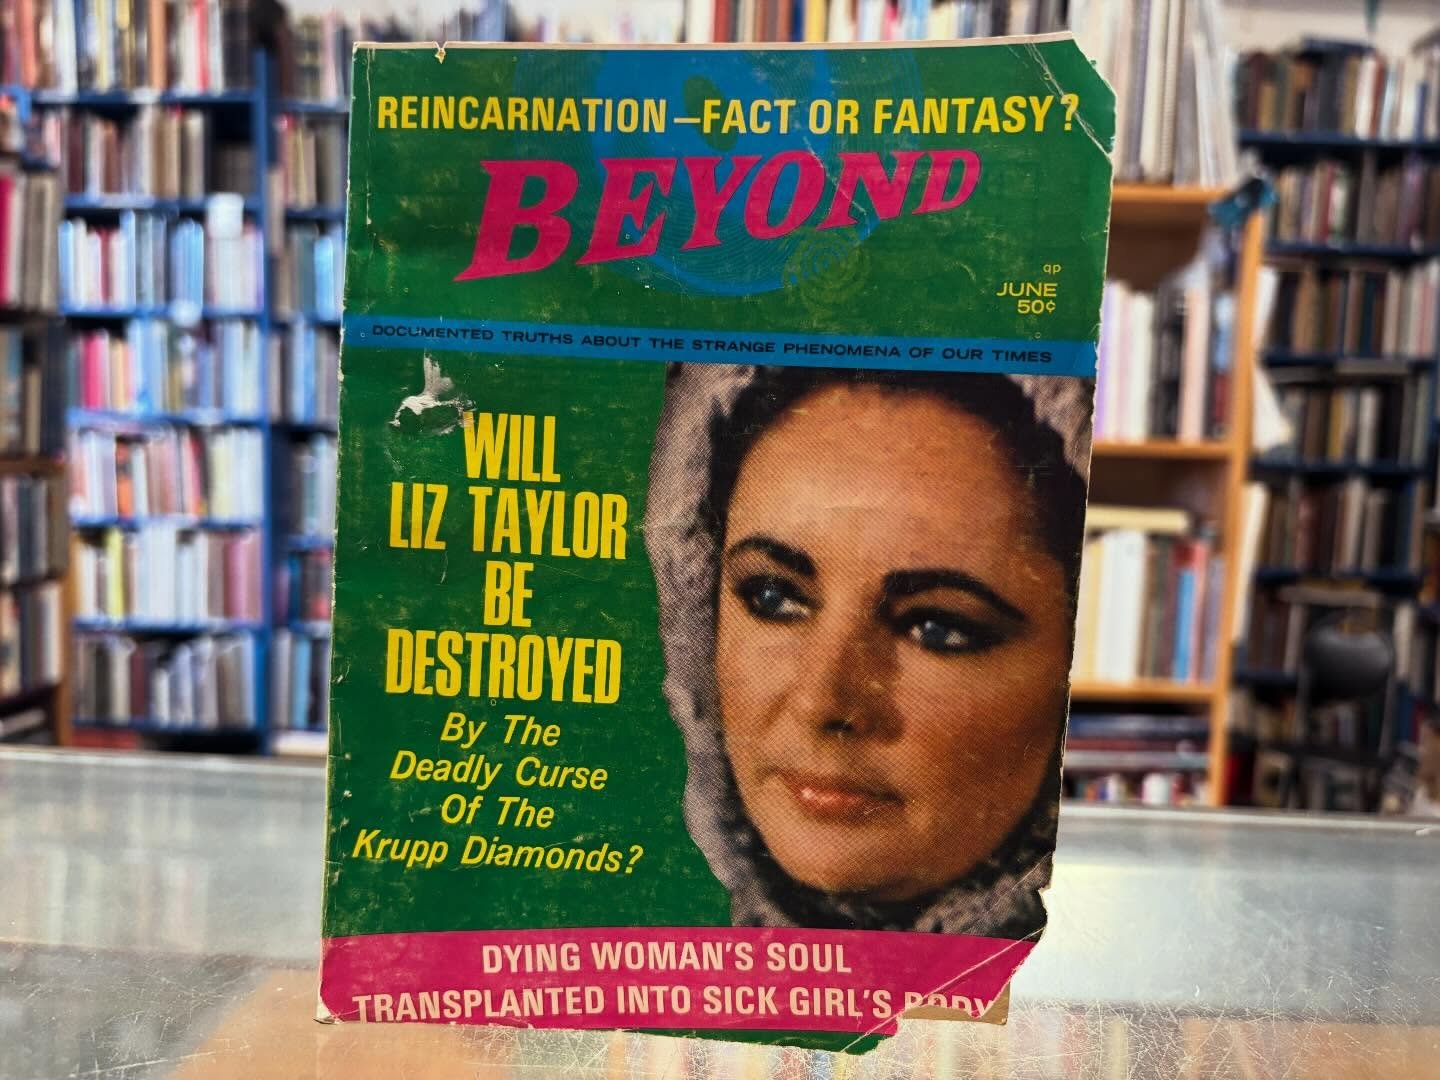 REINCARNATION—FACT OR FANTASY?
BEYOND
qp
JUNE
50¢
DOCUMENTED TRUTHS ABOUT THE STRANGE PHENOMENA OF OUR TIMES
WILL
LIZ TAYLOR
BE
DESTROYED
By The
Deadly Curse
Of The
Krupp Diamonds?
DYING WOMAN'S SOUL
TRANSPLANTED INTO SICK GIRL'S BODY